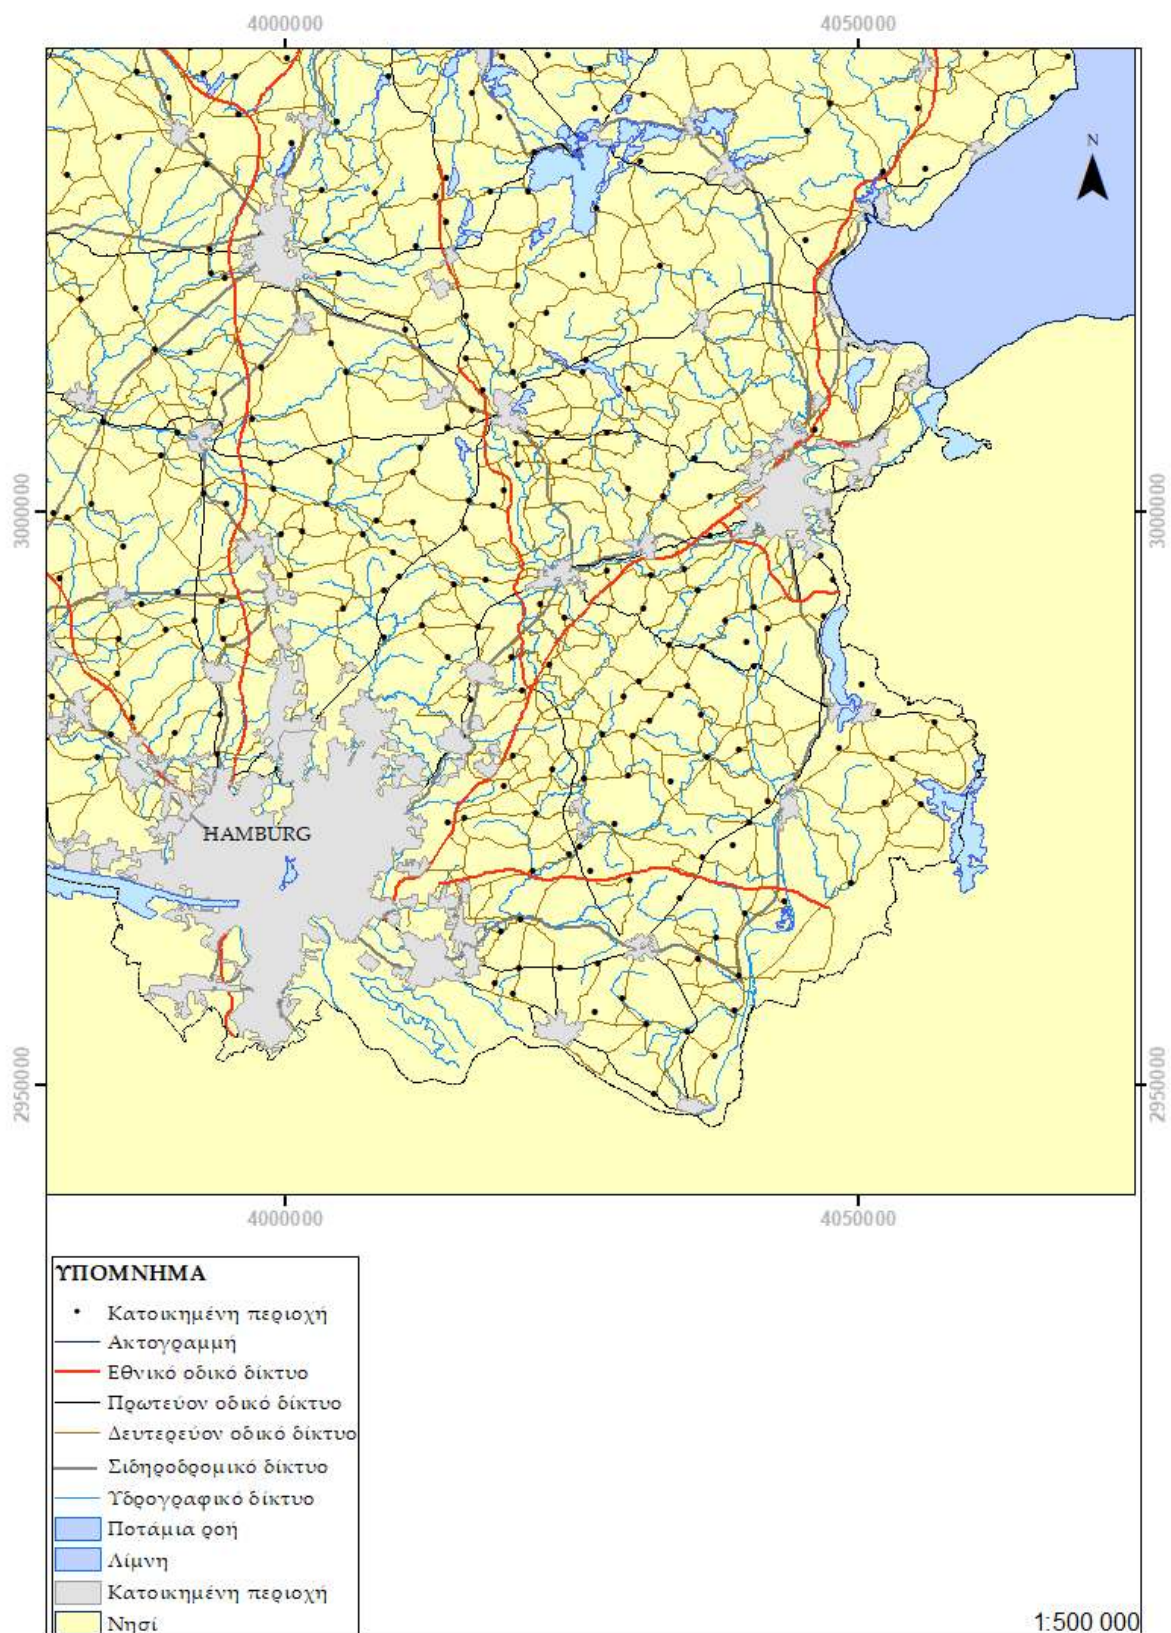 4000000 4050000
N
3000000 3000000
HAMBURG
2950000 2950000
4000000 4050000
ΥΠΟΜΝΗΜΑ
Κατοικημένη περιοχή
Ακτογραμμή
Εθνικό οδικό δίκτυο
Πρωτεύον οδικό δίκτυο
Δευτερεύον οδικό δίκτυο
Σιδηροδρομικό δίκτυο
Υδρογραφικό δίκτυο
Ποτάμια ροή
Λίμνη
Κατοικημένη περιοχή
Νησί
1:500 000